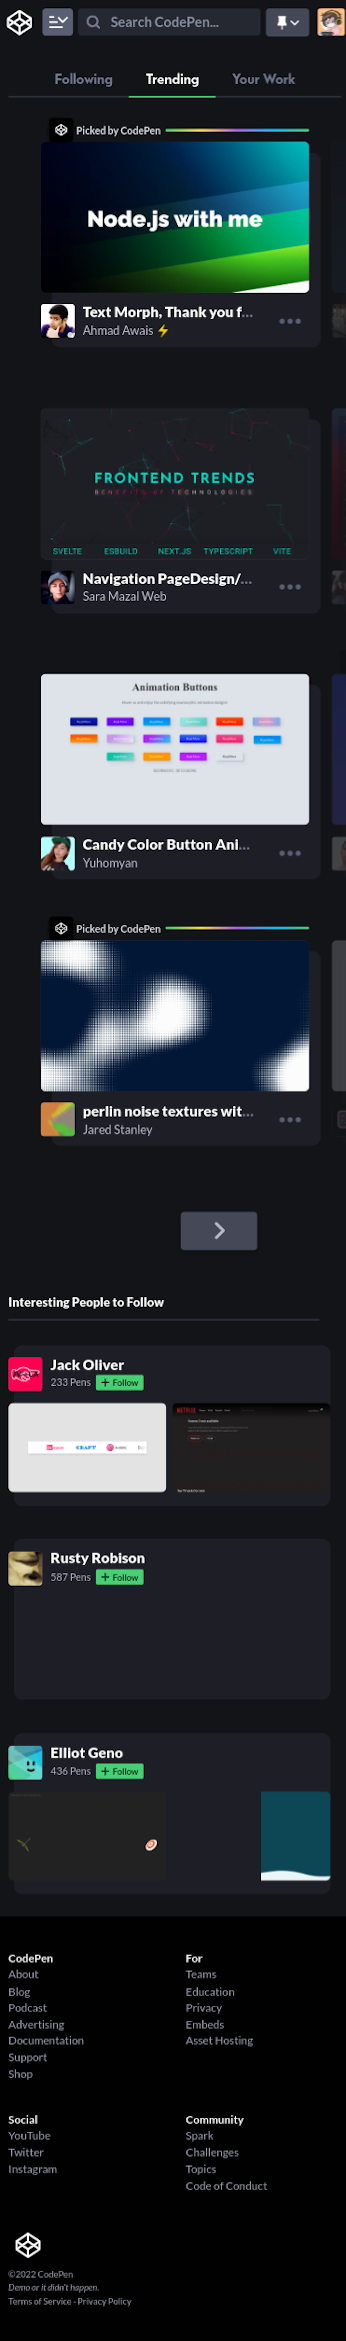 Search CodePen...
Following Trending Your Work
Picked by CodePen
Node.js with me
Text Morph, Thank you f...
Ahmad Awais ⚡
FRONTEND TRENDS
BENEFITS OF TECHNOLOGIES
SVELTE ESBUILD NEXT.JS TYPESCRIPT VITE
Navigation PageDesign/...
Sara Mazal Web
Animation Buttons
Candy Color Button Ani...
Yuhomyan
Picked by CodePen
perlin noise textures wit...
Jared Stanley
Interesting People to Follow
Jack Oliver
233 Pens + Follow
CRAFT
NETFLIX
Rusty Robison
587 Pens + Follow
Elliot Geno
436 Pens + Follow
CodePen
About
Blog
Podcast
Advertising
Documentation
Support
Shop
For
Teams
Education
Privacy
Embeds
Asset Hosting
Social
YouTube
Twitter
Instagram
Community
Spark
Challenges
Topics
Code of Conduct
©2022 CodePen
Demo or it didn't happen.
Terms of Service - Privacy Policy